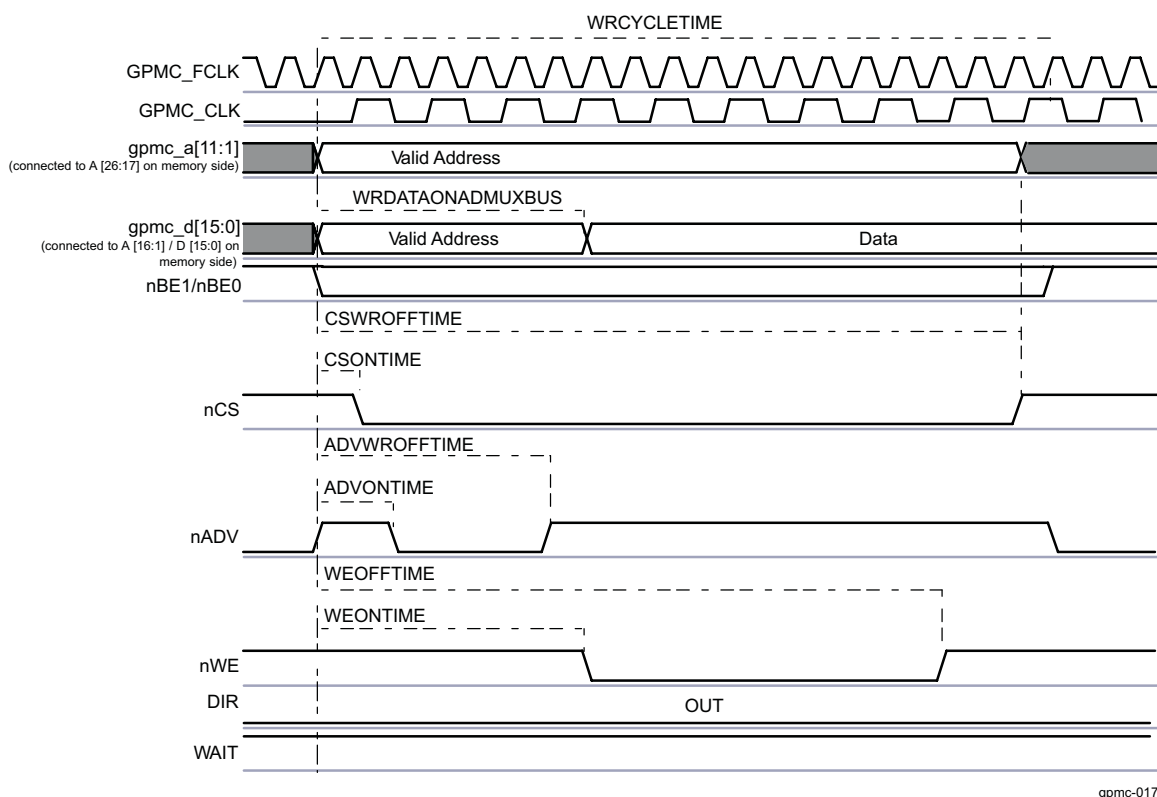 WRCYCLETIME
GPMC_FCLK
GPMC_CLK
gpmc_a[11:1]
(connected to A [26:17] on memory side)
Valid Address
WRDATAONADMUXBUS
gpmc_d[15:0]
(connected to A [16:1] / D [15:0] on
memory side)
Valid Address
Data
nBE1/nBE0
CSWROFFTIME
CSONTIME
nCS
ADVWROFFTIME
ADVONTIME
nADV
WEOFFTIME
WEONTIME
nWE
DIR
OUT
WAIT
gpmc-017